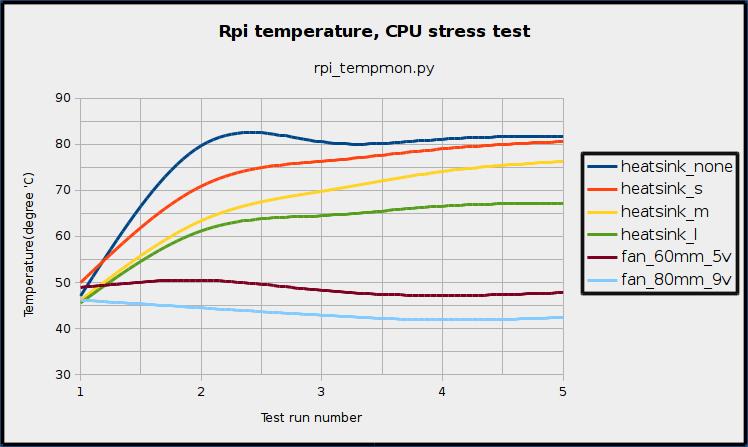 Rpi temperature, CPU stress test
rpi_tempmon.py
90
80
70
60
50
40
30
Temperature(degree 'C)
1 2 3 4 5
Test run number
heatsink_none
heatsink_s
heatsink_m
heatsink_l
fan_60mm_5v
fan_80mm_9v